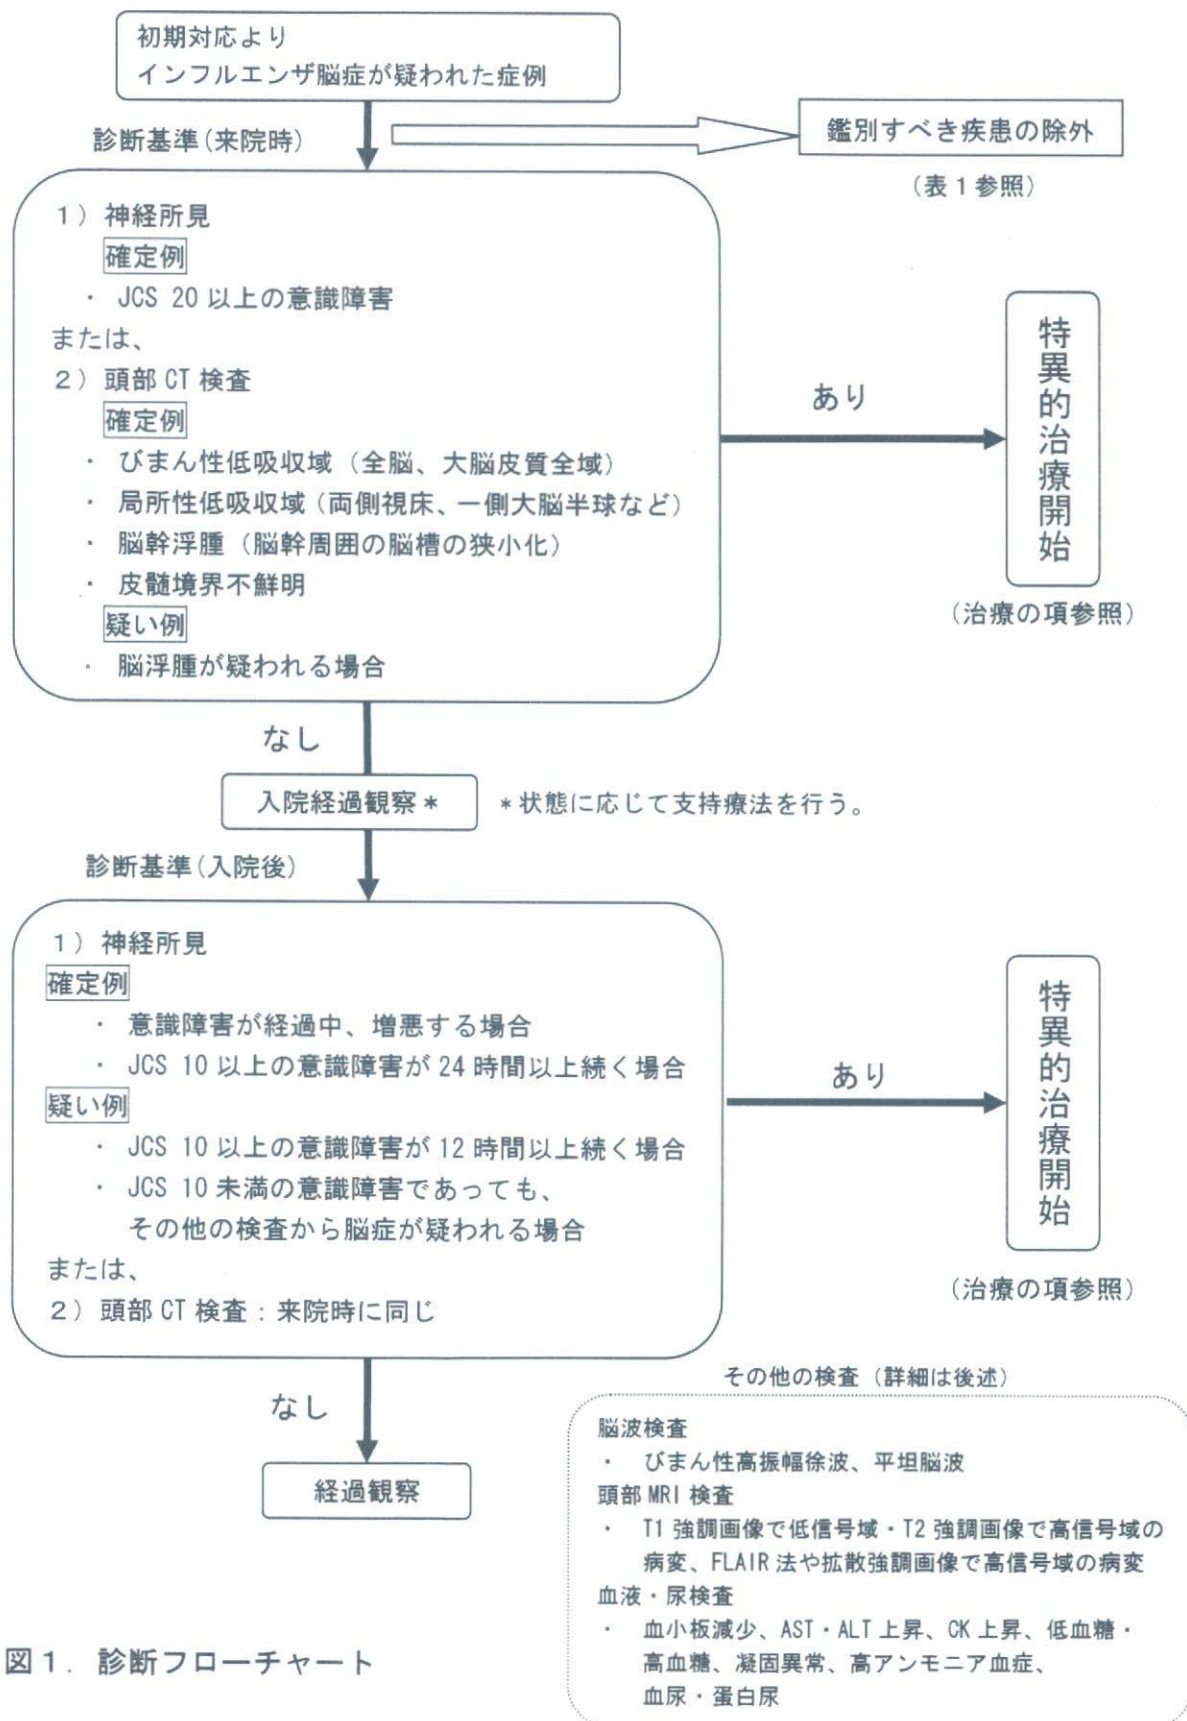 初期対応より
インフルエンザ脳症が疑われた症例
診断基準(来院時)
鑑別すべき疾患の除外
(表1参照)
1) 神経所見
確定例
・ JCS 20 以上の意識障害
または、
2) 頭部 CT 検査
確定例
・ びまん性低吸収域 (全脳、大脳皮質全域)
・ 局所性低吸収域 (両側視床、一側大脳半球など)
・ 脳幹浮腫 (脳幹周囲の脳槽の狭小化)
・ 皮髄境界不鮮明
疑い例
・ 脳浮腫が疑われる場合
あり
特異的治療開始
(治療の項参照)
なし
入院経過観察*
*状態に応じて支持療法を行う。
診断基準(入院後)
1) 神経所見
確定例
・ 意識障害が経過中、増悪する場合
・ JCS 10 以上の意識障害が 24 時間以上続く場合
疑い例
・ JCS 10 以上の意識障害が 12 時間以上続く場合
・ JCS 10 未満の意識障害であっても、
その他の検査から脳症が疑われる場合
または、
2) 頭部 CT 検査:来院時に同じ
あり
特異的治療開始
(治療の項参照)
なし
経過観察
その他の検査 (詳細は後述)
脳波検査
・ びまん性高振幅徐波、平坦脳波
頭部 MRI 検査
・ T1 強調画像で低信号域・T2 強調画像で高信号域の
病変、FLAIR 法や拡散強調画像で高信号域の病変
血液・尿検査
・ 血小板減少、AST・ALT 上昇、CK 上昇、低血糖・
高血糖、凝固異常、高アンモニア血症、
血尿・蛋白尿
図1. 診断フローチャート